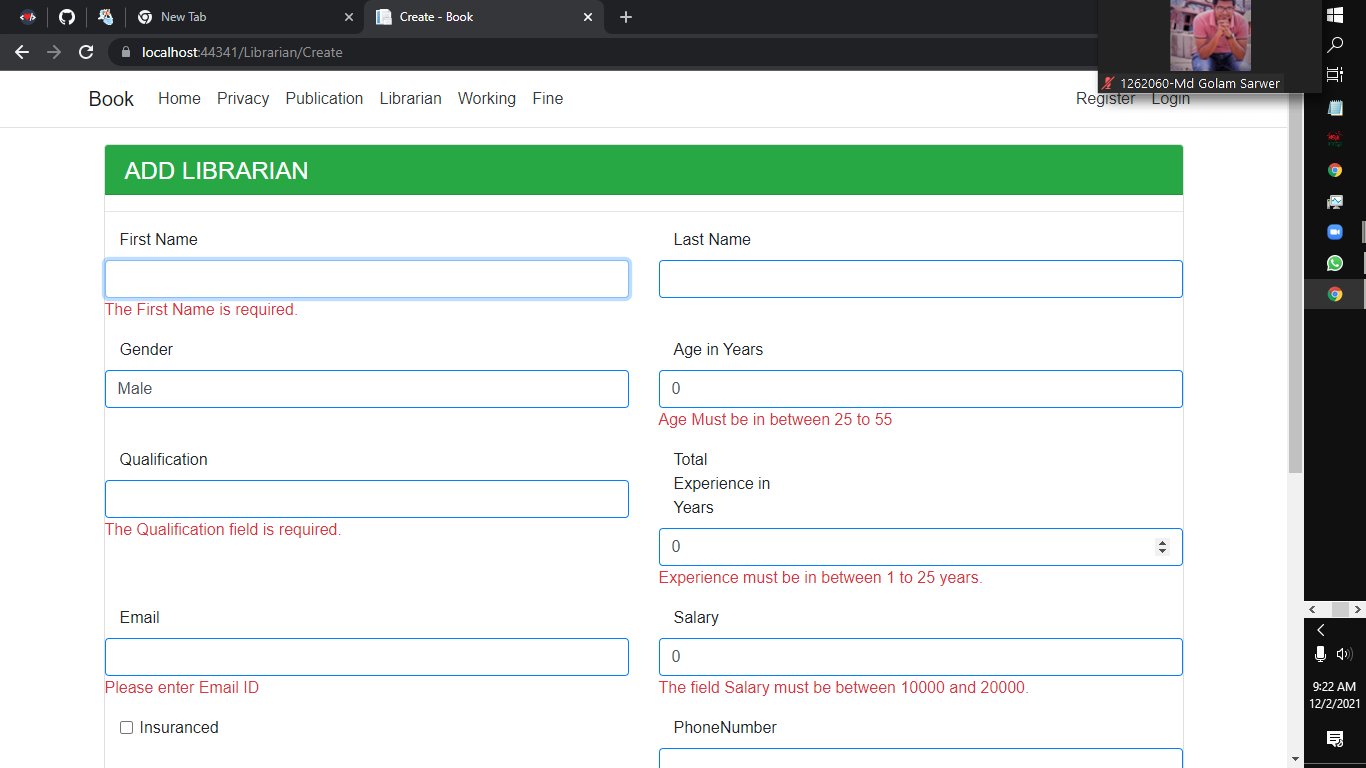 New Tab
Create - Book
localhost:44341/Librarian/Create
1262060-Md Golam Sarwer
Book Home Privacy Publication Librarian Working Fine Register Login
ADD LIBRARIAN
First Name Last Name
The First Name is required.
Gender Age in Years
Male 0
Age Must be in between 25 to 55
Qualification Total
Experience in
Years
The Qualification field is required.
0
Experience must be in between 1 to 25 years.
Email Salary
0
Please enter Email ID The field Salary must be between 10000 and 20000.
Insuranced PhoneNumber
9:22 AM
12/2/2021